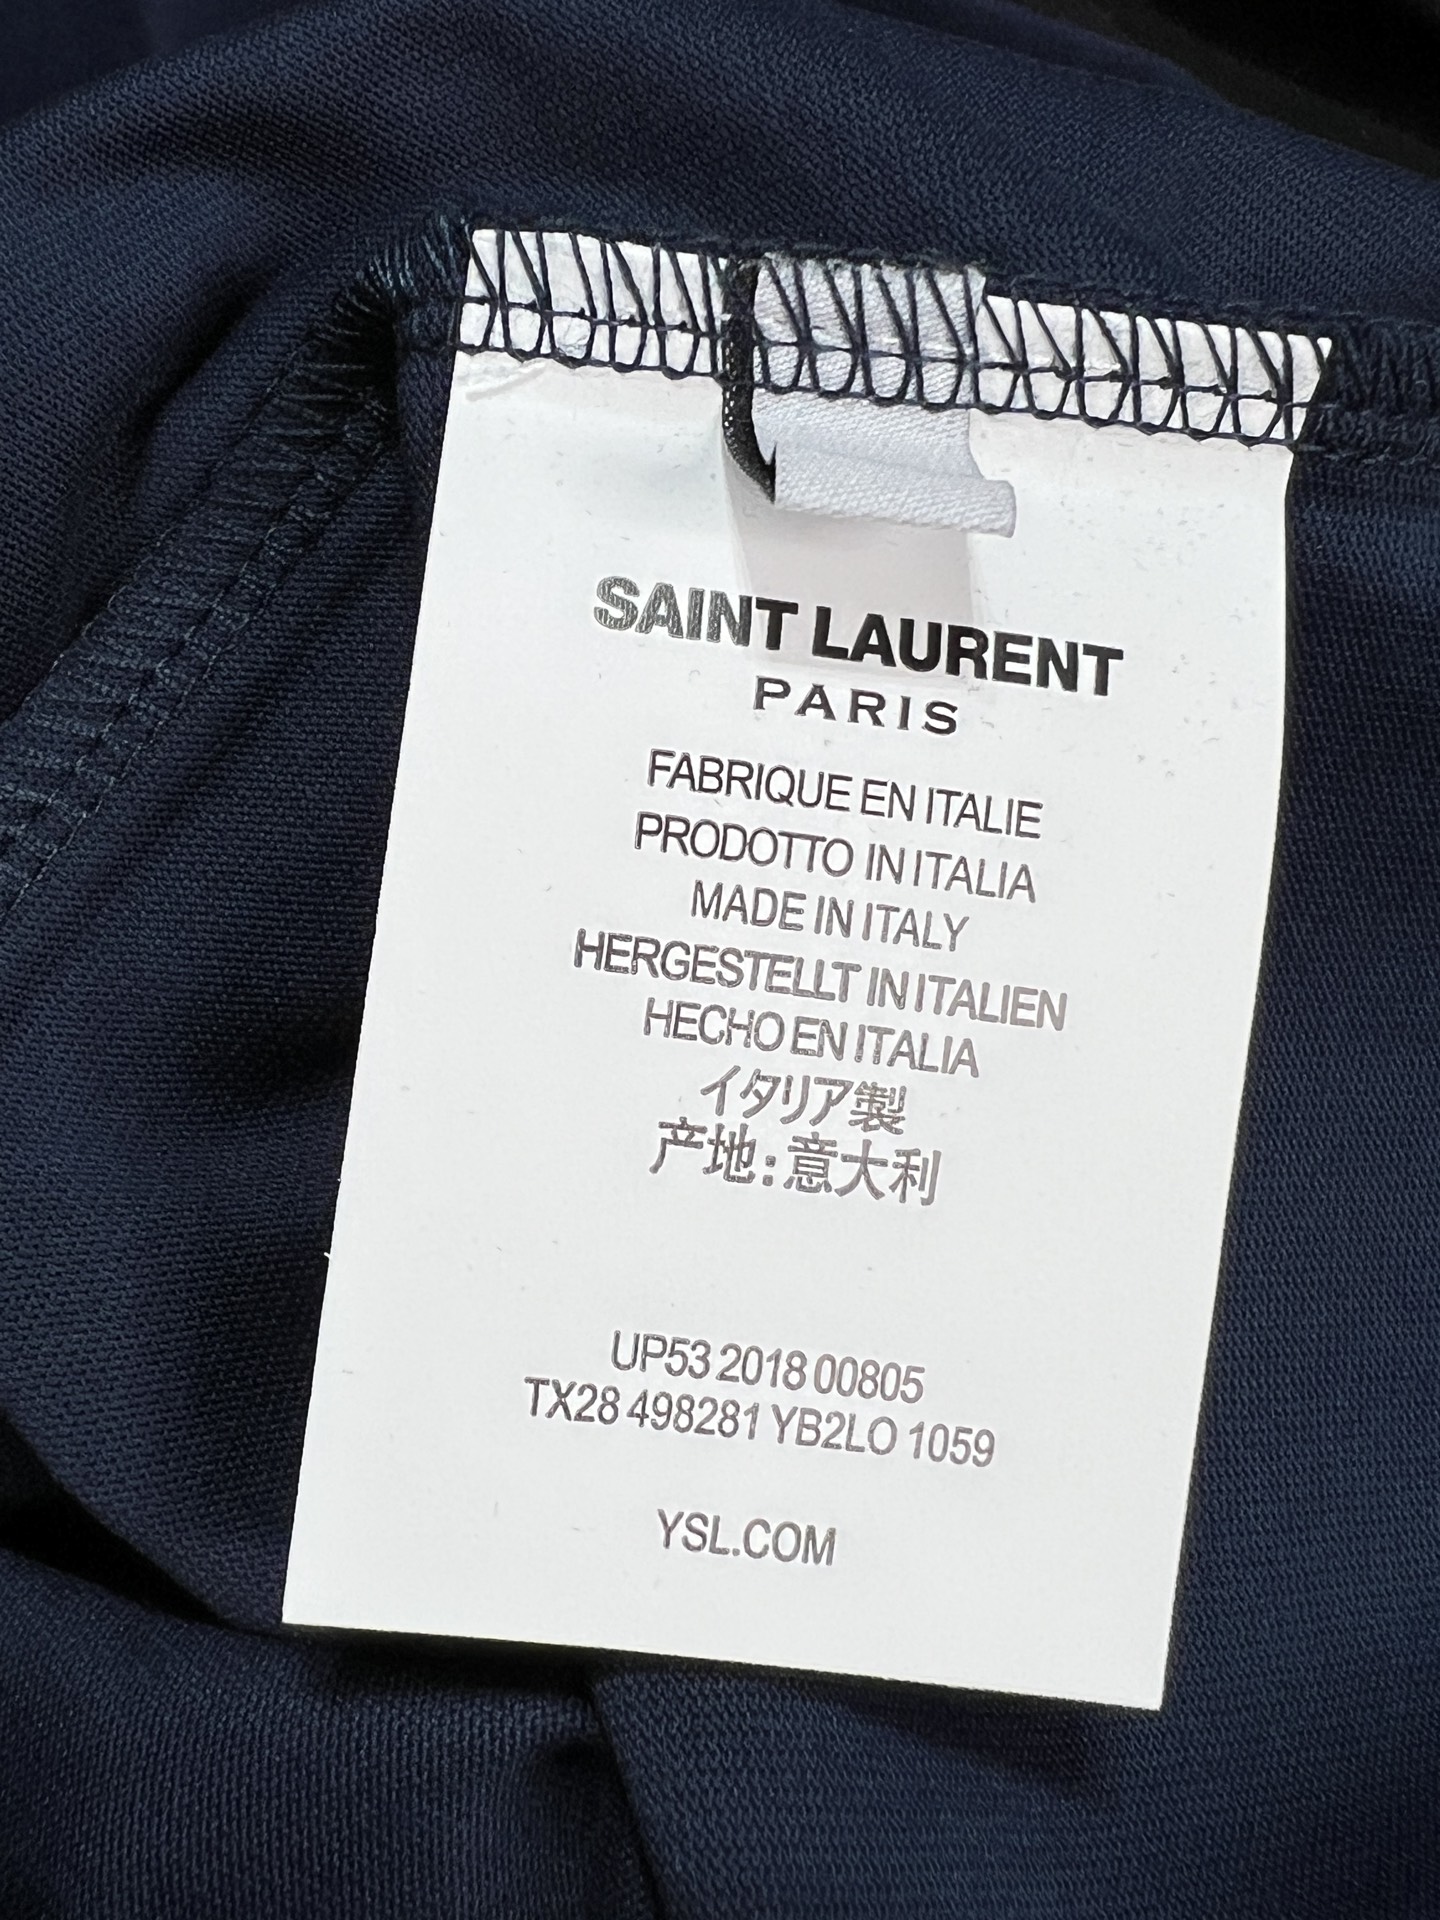 SAINT LAURENT
PARIS
FABRIQUE EN ITALIE
PRODOTTO IN ITALIA
MADE IN ITALY
HERGESTELLT IN ITALIEN
HECHO EN ITALIA
イタリア製
产地:意大利
UP53 2018 00805
TX28 498281 YB2LO 1059
YSL.COM